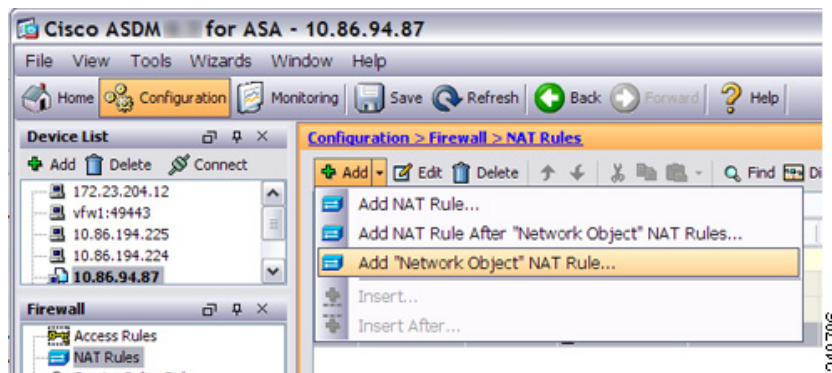 Cisco ASDM for ASA - 10.86.94.87
File View Tools Wizards Window Help
Home Configuration Monitoring Save Refresh Back Forward Help
Device List
Add Delete Connect
172.23.204.12
vfw1:49443
10.86.194.225
10.86.194.224
10.86.94.87
Firewall
Access Rules
NAT Rules
Configuration > Firewall > NAT Rules
Add Edit Delete Find Di
Add NAT Rule...
Add NAT Rule After "Network Object" NAT Rules...
Add "Network Object" NAT Rule...
Insert...
Insert After...